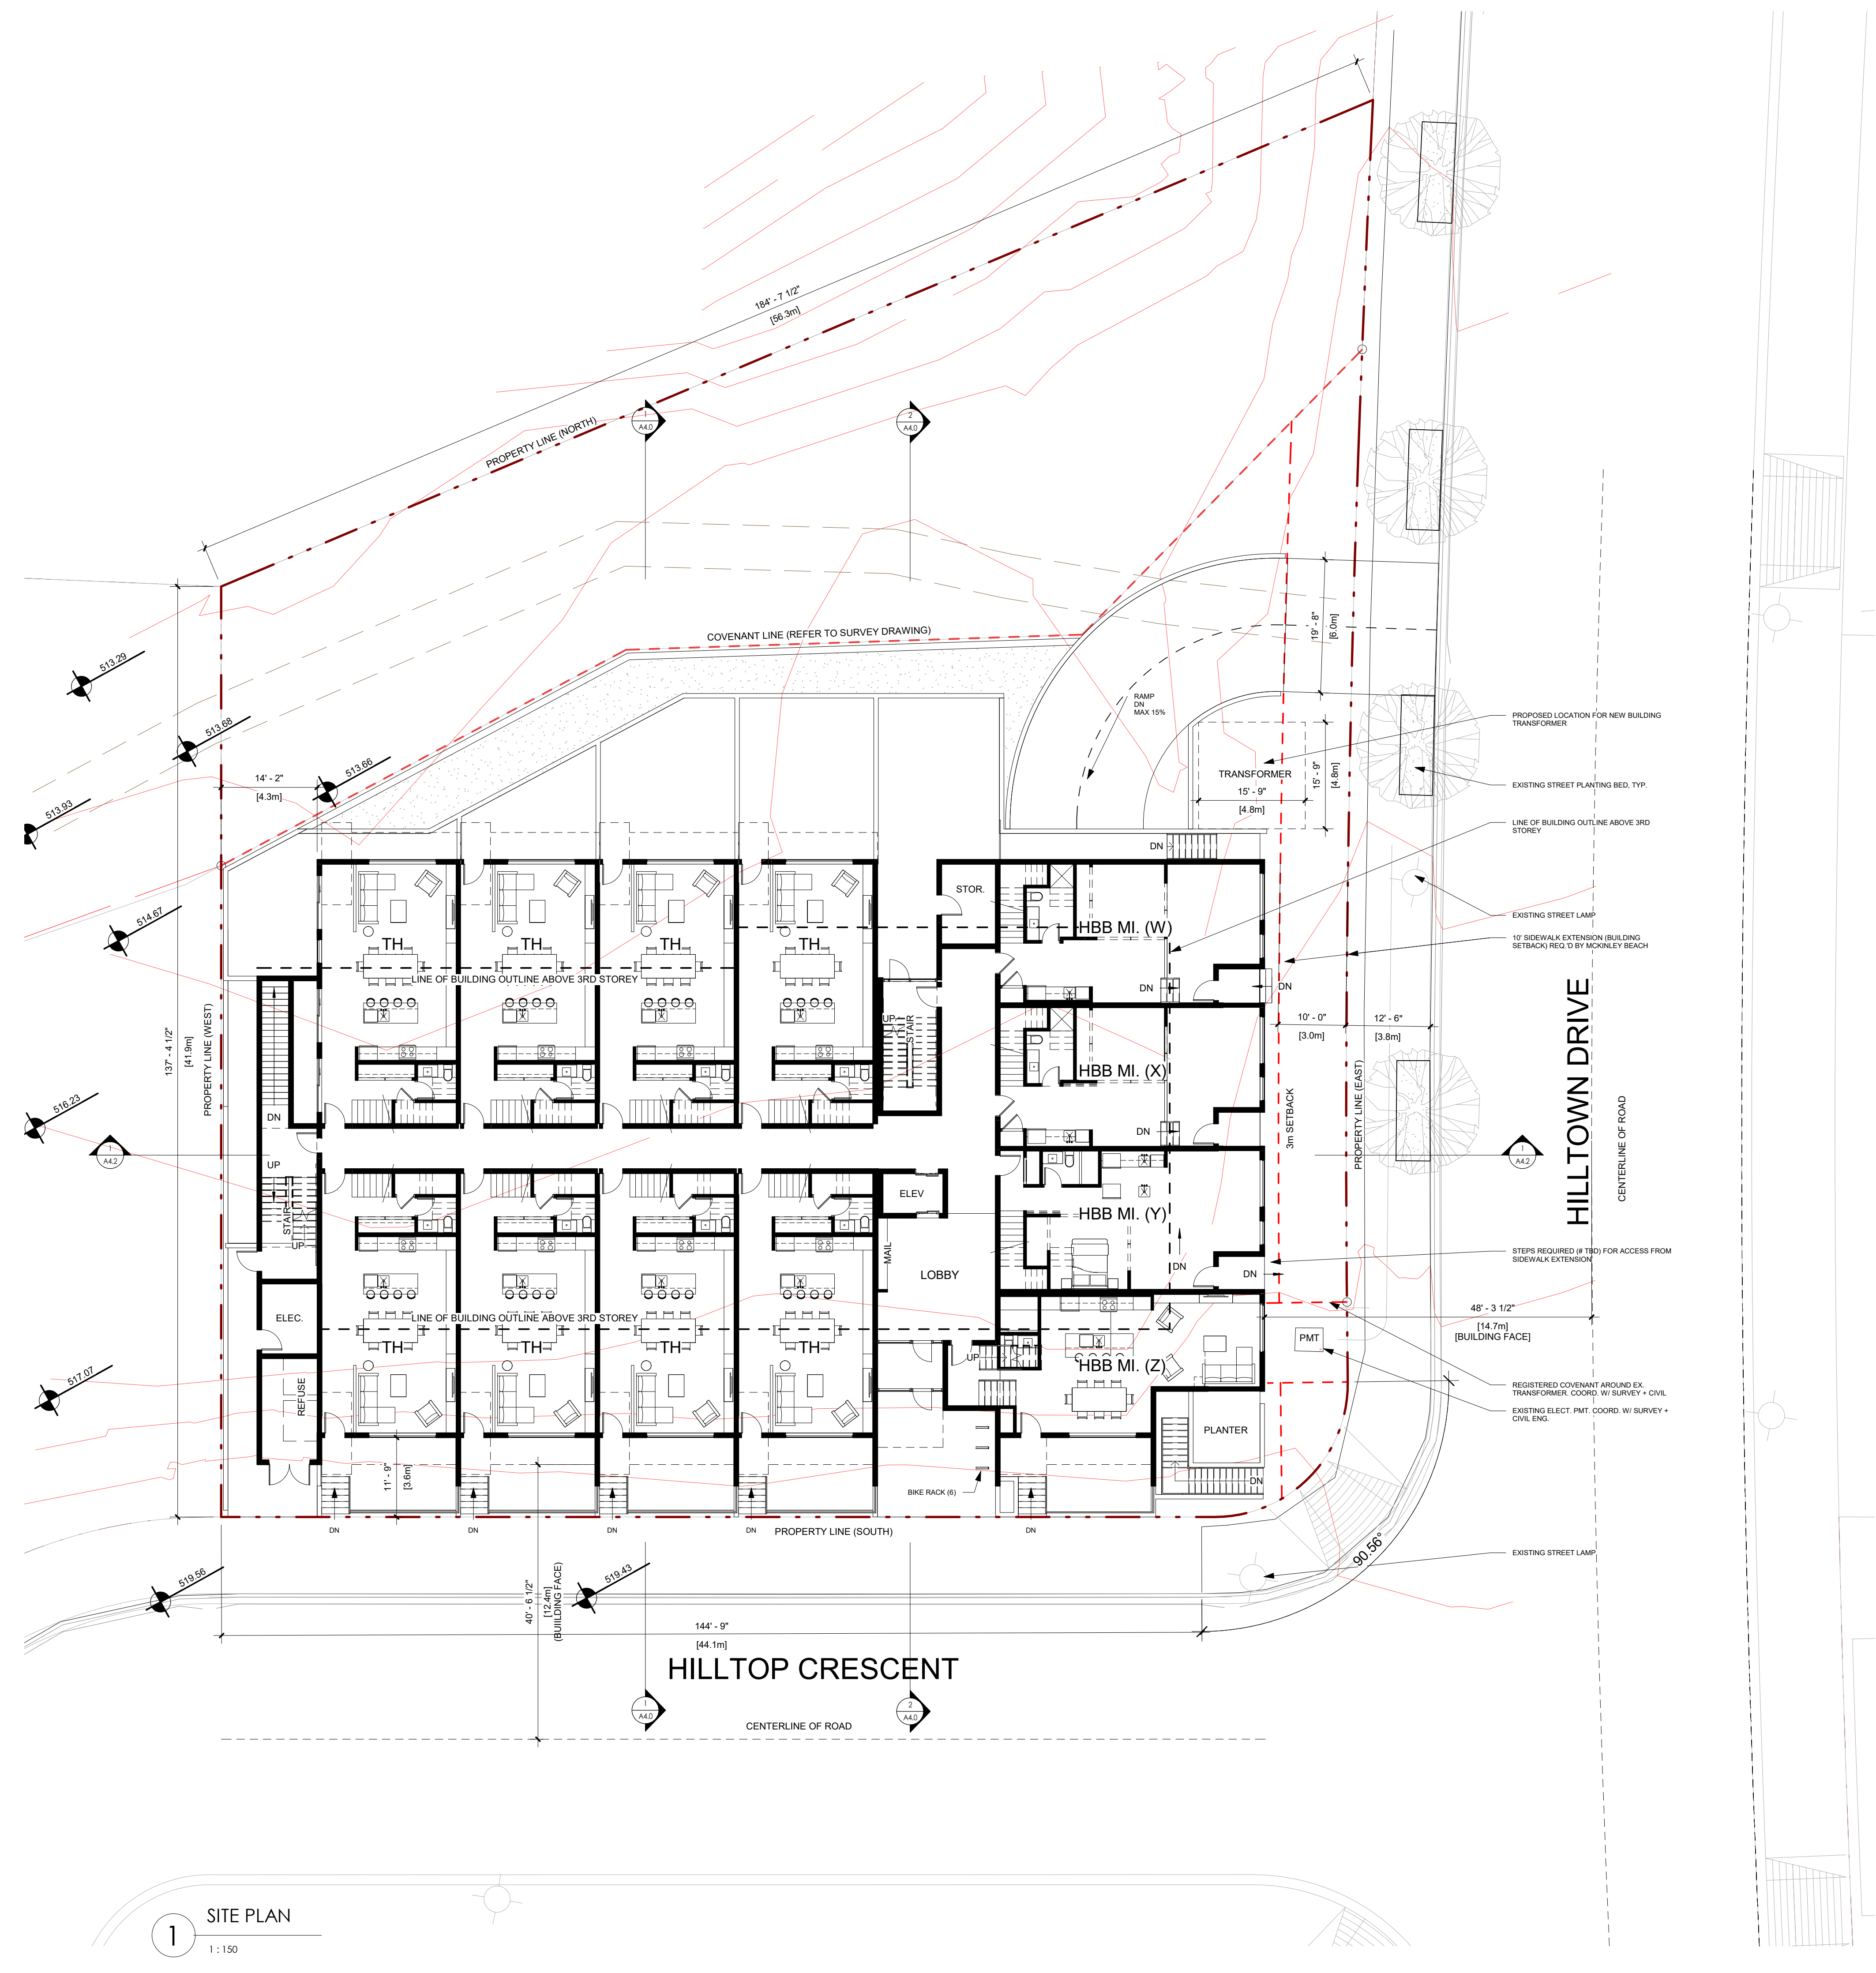 184' - 7 1/2"
[56.3m]
PROPERTY LINE (NORTH)
1
A4.0
2
A4.0
COVENANT LINE (REFER TO SURVEY DRAWING)
19' - 8"
[6.0m]
513.29
513.68
513.66
513.93
14' - 2"
[4.3m]
RAMP
DN
MAX 15%
TRANSFORMER
15' - 9"
[4.8m]
15' - 9"
[4.8m]
PROPOSED LOCATION FOR NEW BUILDING
TRANSFORMER
EXISTING STREET PLANTING BED, TYP.
LINE OF BUILDING OUTLINE ABOVE 3RD
STOREY
DN
STOR.
514.67
EXISTING STREET LAMP
10' SIDEWALK EXTENSION (BUILDING
SETBACK) REQ.'D BY MCKINLEY BEACH
HBB MI. (W)
TH
TH
TH
TH
LINE OF BUILDING OUTLINE ABOVE 3RD STOREY
DN
DN
137' - 4 1/2"
[41.9m]
PROPERTY LINE (WEST)
UP
STAIR
10' - 0"
[3.0m]
12' - 6"
[3.8m]
HBB MI. (X)
516.23
DN
DN
3m SETBACK
PROPERTY LINE (EAST)
HILLTOWN DRIVE
CENTERLINE OF ROAD
1
A4.2
1
A4.2
UP
STAIR
UP
ELEV
MAIL
LOBBY
HBB MI. (Y)
DN
DN
STEPS REQUIRED (# TBD) FOR ACCESS FROM
SIDEWALK EXTENSION
ELEC.
LINE OF BUILDING OUTLINE ABOVE 3RD STOREY
48' - 3 1/2"
[14.7m]
[BUILDING FACE]
PMT
TH
TH
TH
TH
UP
HBB MI. (Z)
517.07
REFUSE
REGISTERED COVENANT AROUND EX.
TRANSFORMER. COORD. W/ SURVEY + CIVIL
EXISTING ELECT. PMT. COORD. W/ SURVEY +
CIVIL ENG.
PLANTER
DN
11' - 9"
[3.6m]
BIKE RACK (6)
DN
DN
DN
DN
DN
PROPERTY LINE (SOUTH)
90.56°
EXISTING STREET LAMP
519.56
519.43
40' - 6 1/2"
[12.4m]
(BUIILDING FACE)
144' - 9"
[44.1m]
HILLTOP CRESCENT
1
A4.0
2
A4.0
CENTERLINE OF ROAD
1
SITE PLAN
1 : 150